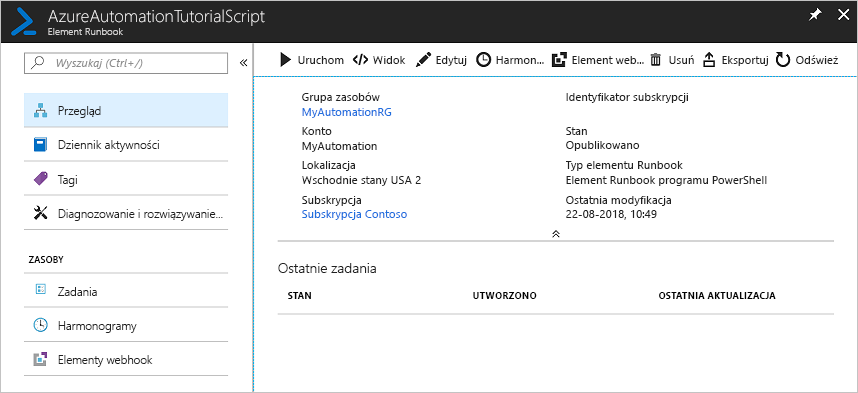 AzureAutomationTutorialScript
Element Runbook
Wyszukaj (Ctrl+/)
Przegląd
Dziennik aktywności
Tagi
Diagnozowanie i rozwiązywanie...
ZASOBY
Zadania
Harmonogramy
Elementy webhook
Uruchom Widok Edytuj Harmon... Element web... Usuń Eksportuj Odśwież
Grupa zasobów
MyAutomationRG
Konto
MyAutomation
Lokalizacja
Wschodnie stany USA 2
Subskrypcja
Subskrypcja Contoso
Identyfikator subskrypcji
Stan
Opublikowano
Typ elementu Runbook
Element Runbook programu PowerShell
Ostatnia modyfikacja
22-08-2018, 10:49
Ostatnie zadania
STAN UTWORZONO OSTATNIA AKTUALIZACJA